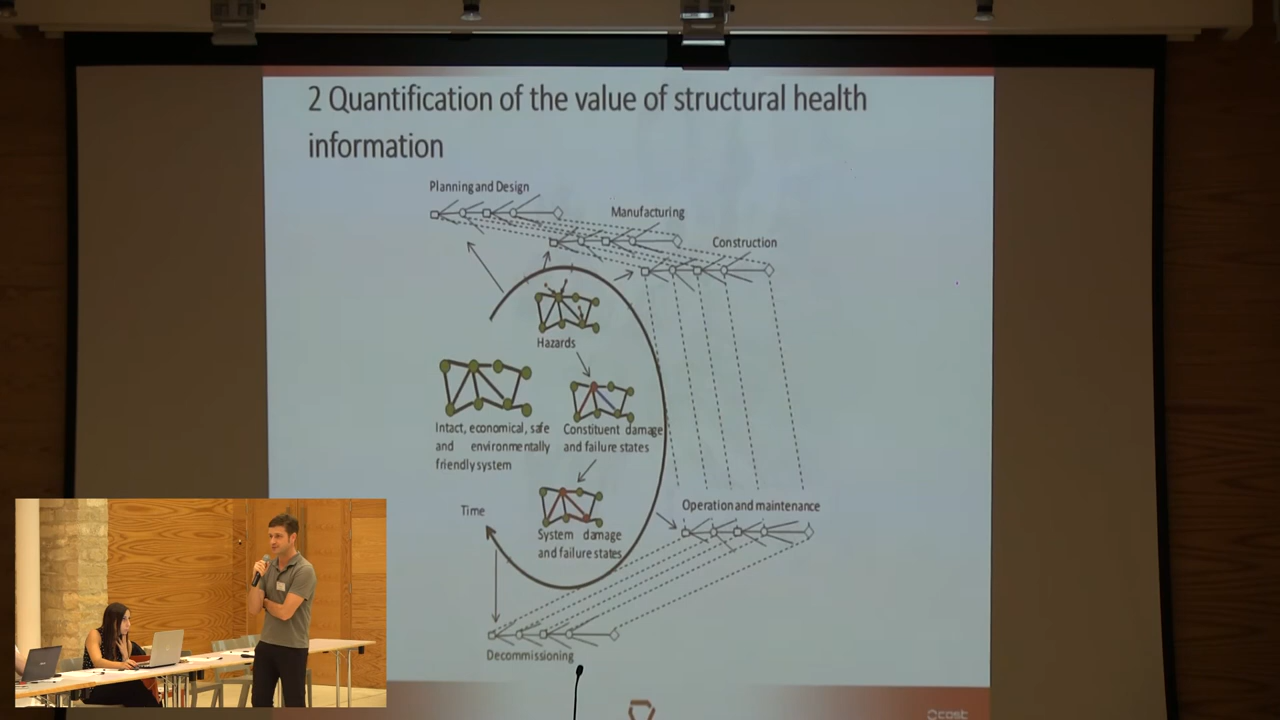 2 Quantification of the value of structural health
information
Planning and Design
Manufacturing
Construction
Hazards
Intact, economical, safe
and environmentally
friendly system
Constituent damage
and failure states
System damage
and failure states
Time
Operation and maintenance
Decommissioning
cost